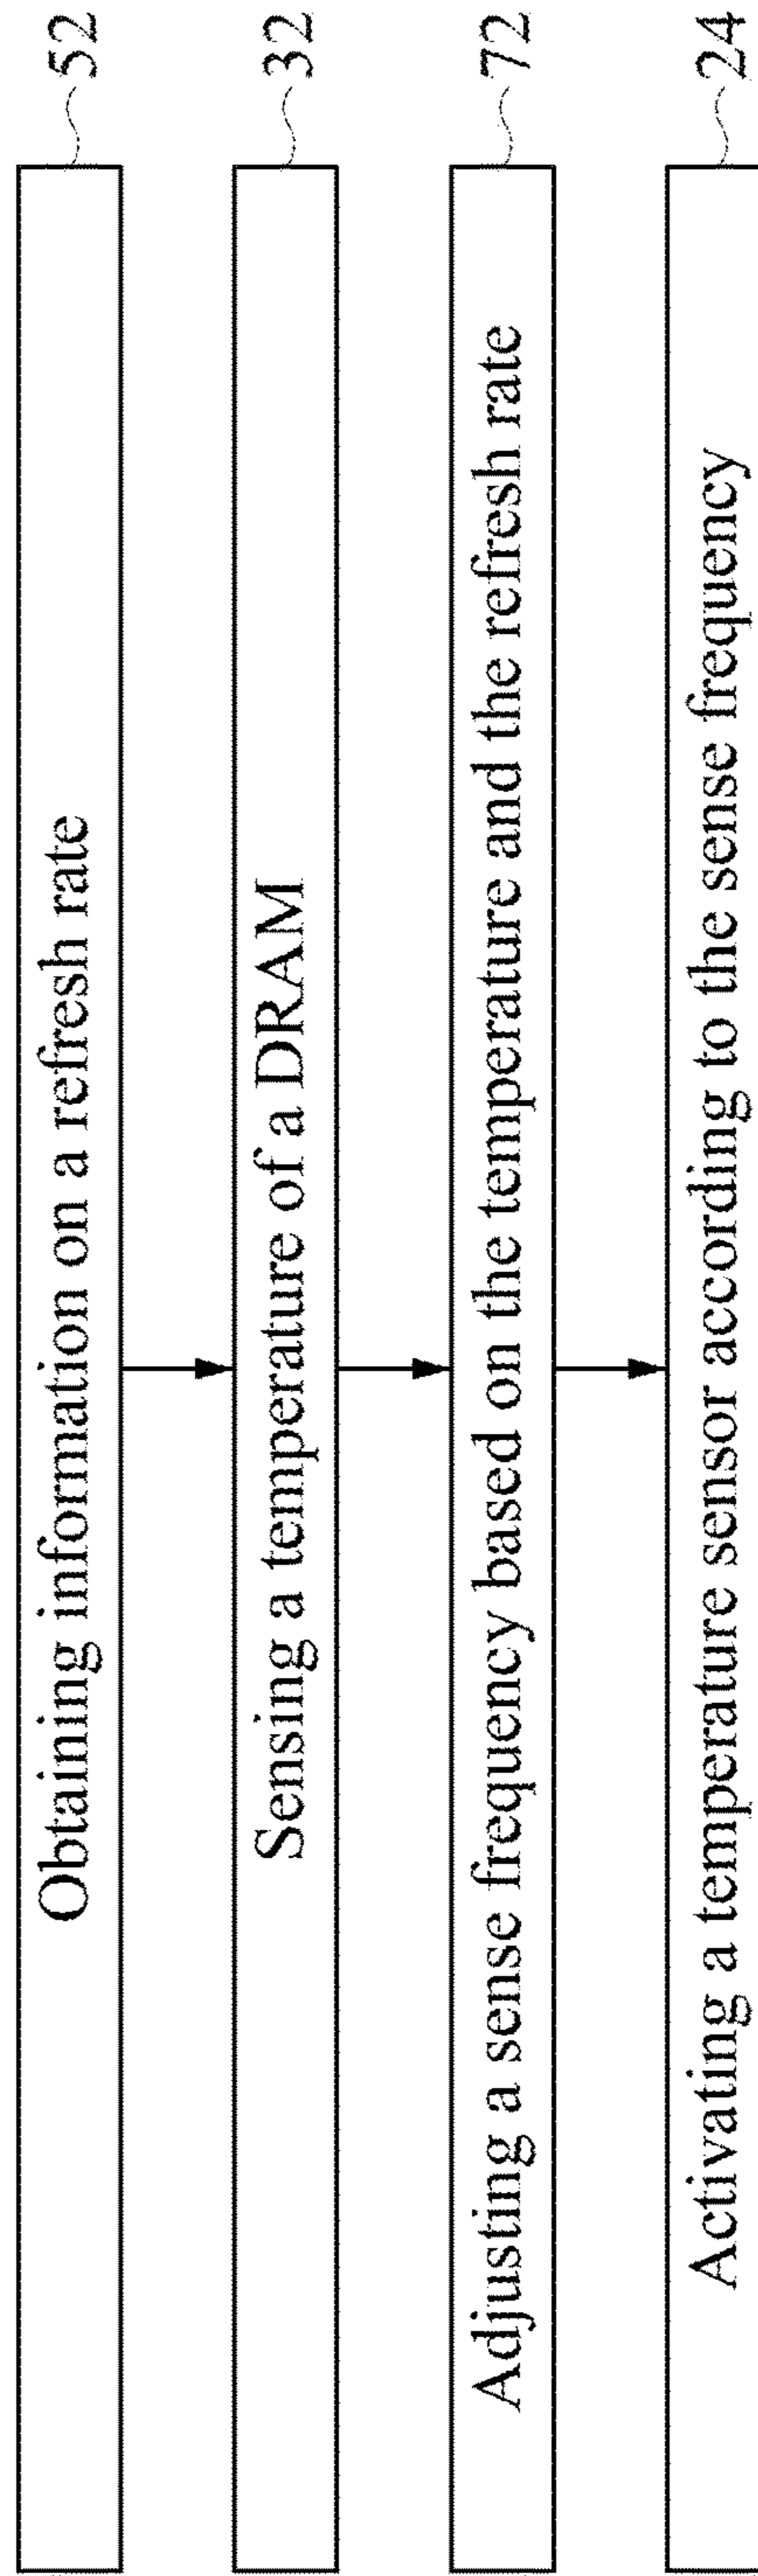 Obtaining information on a refresh rate 52
Sensing a temperature of a DRAM 32
Adjusting a sense frequency based on the temperature and the refresh rate 72
Activating a temperature sensor according to the sense frequency 24